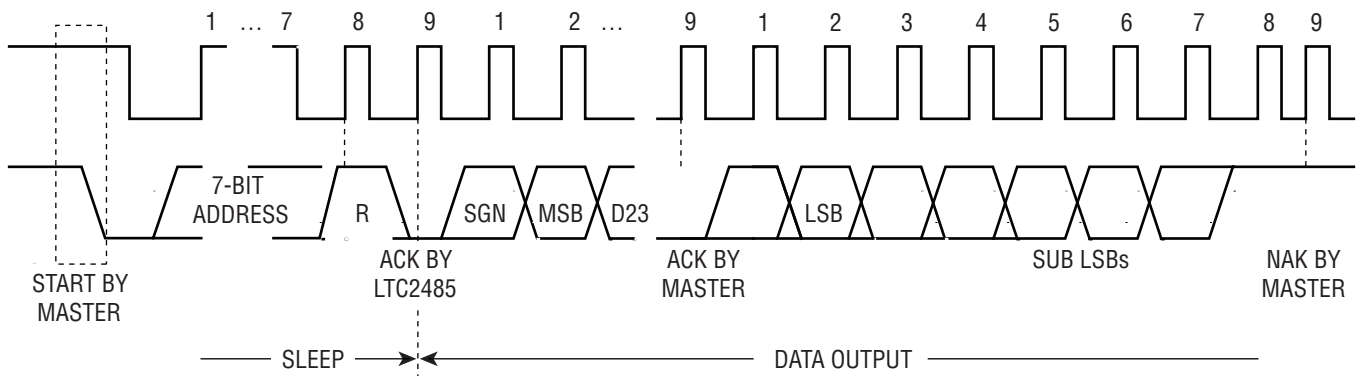 1 … 7 8 9 1 2 … 9 1 2 3 4 5 6 7 8 9
7-BIT
ADDRESS
R
SGN
MSB
D23
LSB
START BY
MASTER
ACK BY
LTC2485
ACK BY
MASTER
SUB LSBs
NAK BY
MASTER
SLEEP
DATA OUTPUT